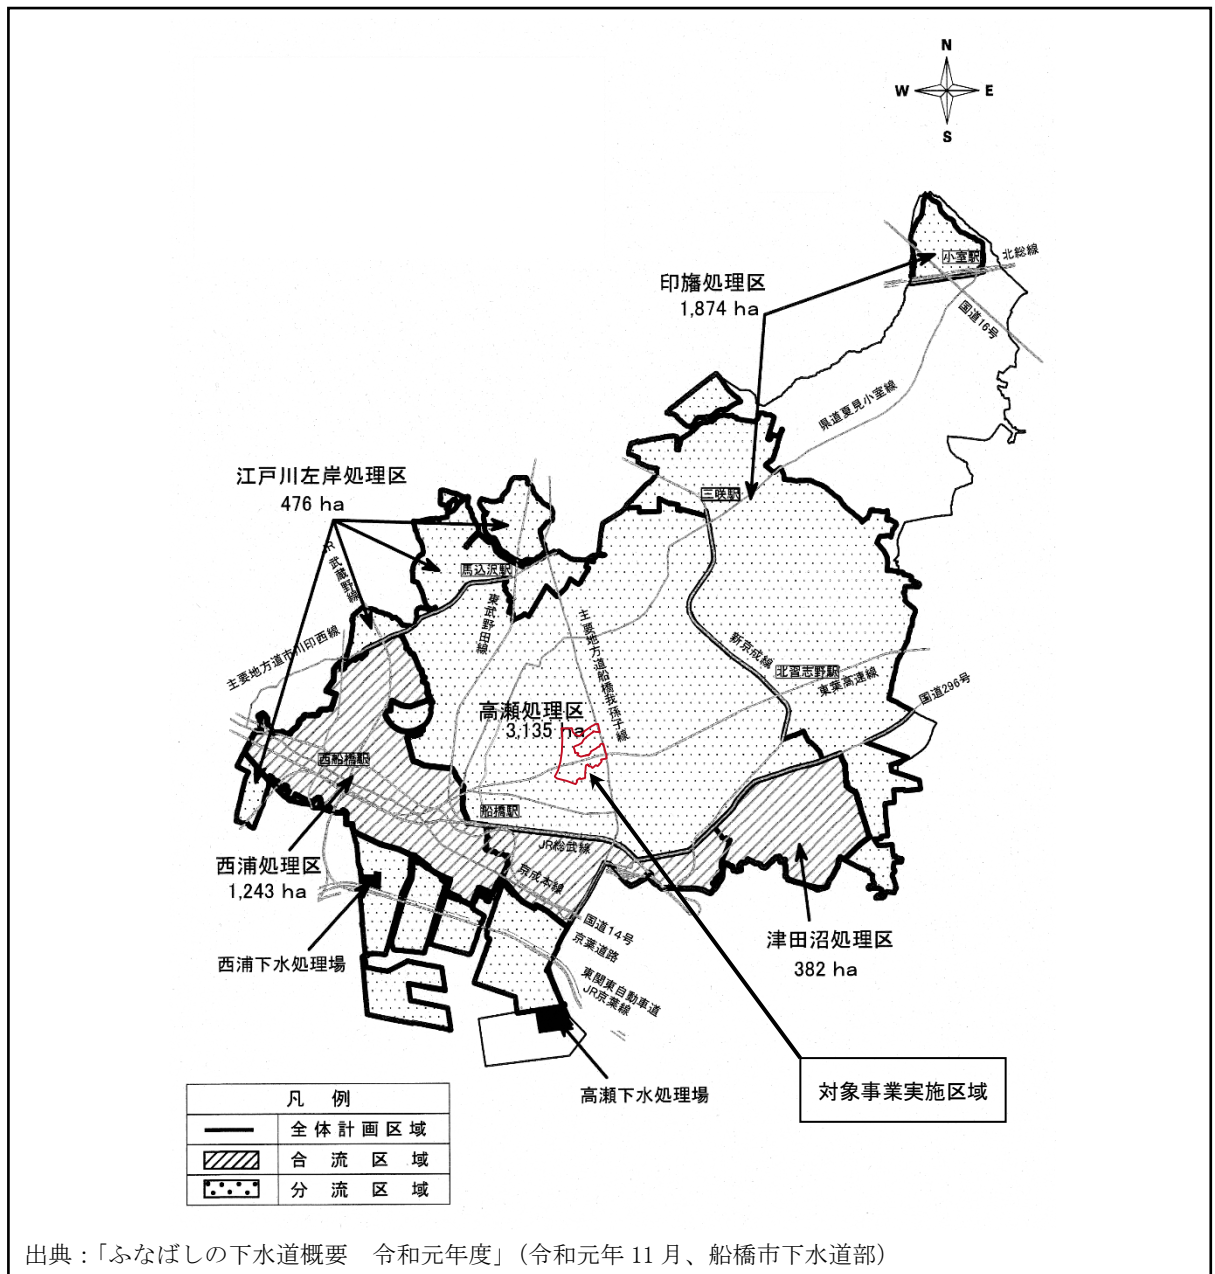 N
W
E
S
小室駅
北総線
印旛処理区
1,874 ha
国道16号
県道夏見小室線
江戸川左岸処理区
476 ha
三咲駅
JR武蔵野線
馬込沢駅
東武野田線
主要地方道船橋我孫子線
主要地方道市川印西線
新京成線
北習志野駅
東葉高速線
国道296号
高瀬処理区
3,135 ha
西船橋駅
船橋駅
JR総武線
京成本線
西浦処理区
1,243 ha
国道14号
京葉道路
東関東自動車道
JR京葉線
津田沼処理区
382 ha
西浦下水処理場
高瀬下水処理場
対象事業実施区域
凡 例
全体計画区域
合 流 区 域
分 流 区 域
出典：「ふなばしの下水道概要 令和元年度」（令和元年 11 月、船橋市下水道部）